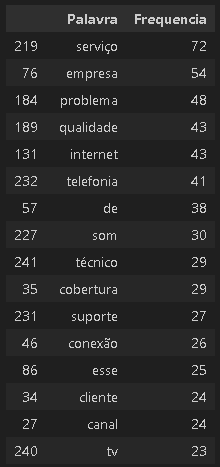 Palavra Frequencia
219 serviço 72
76 empresa 54
184 problema 48
189 qualidade 43
131 internet 43
232 telefonia 41
57 de 38
227 som 30
241 técnico 29
35 cobertura 29
231 suporte 27
46 conexão 26
86 esse 25
34 cliente 24
27 canal 24
240 tv 23